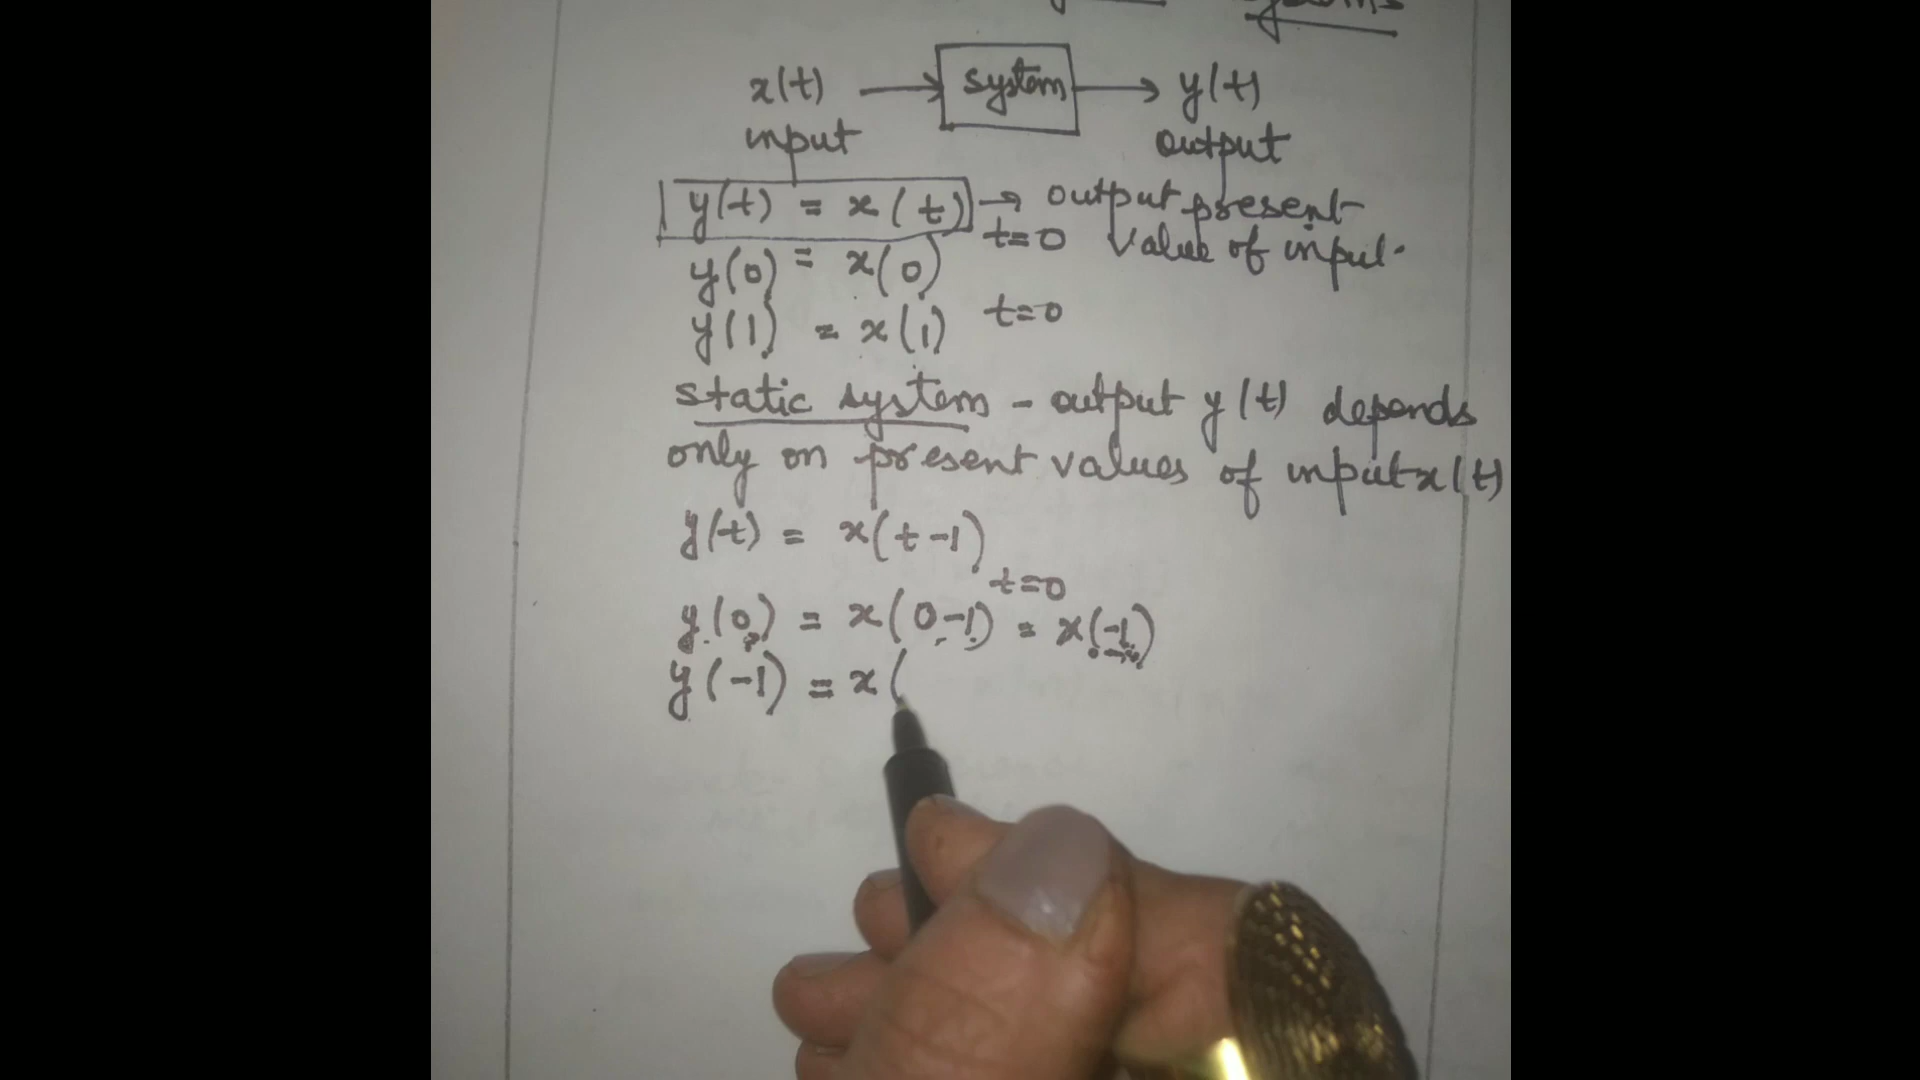 x(t) → system → y(t)
input output
y(t) = x(t) → output present
t=0 value of input.
y(0) = x(0)
y(1) = x(1) t=0
static system - output y(t) depends
only on present values of input x(t)
y(t) = x(t-1)
t=0
y(0) = x(0-1) = x(-1)
y(-1) = x(